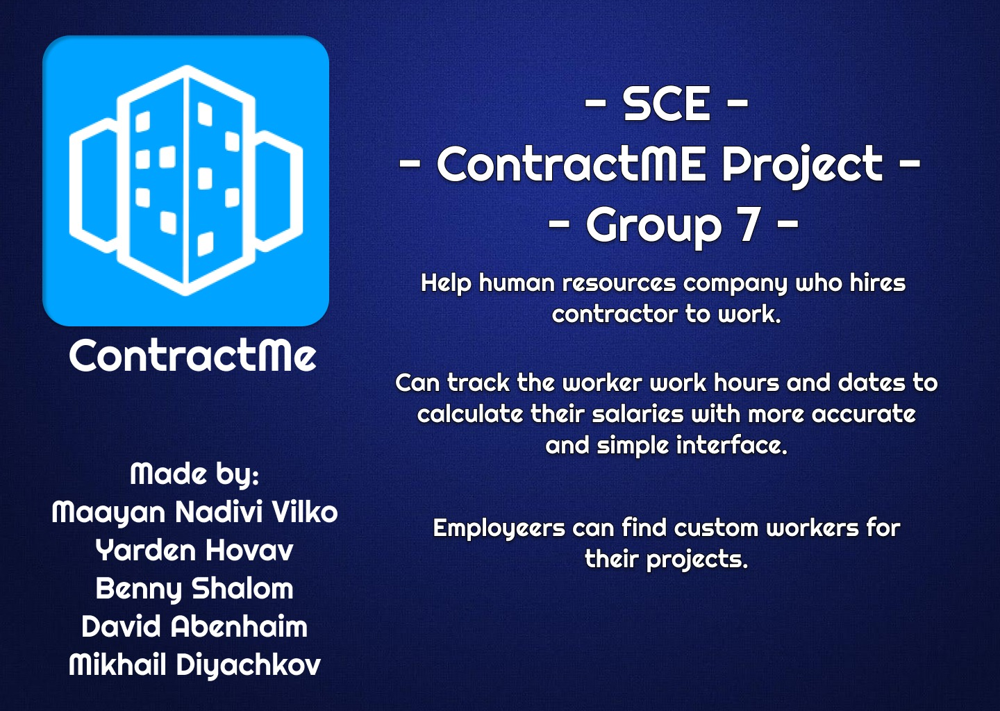 ContractMe
Made by:
Maayan Nadivi Vilko
Yarden Hovav
Benny Shalom
David Abenhaim
Mikhail Diyachkov
- SCE -
- ContractME Project -
- Group 7 -
Help human resources company who hires
contractor to work.
Can track the worker work hours and dates to
calculate their salaries with more accurate
and simple interface.
Employeers can find custom workers for
their projects.